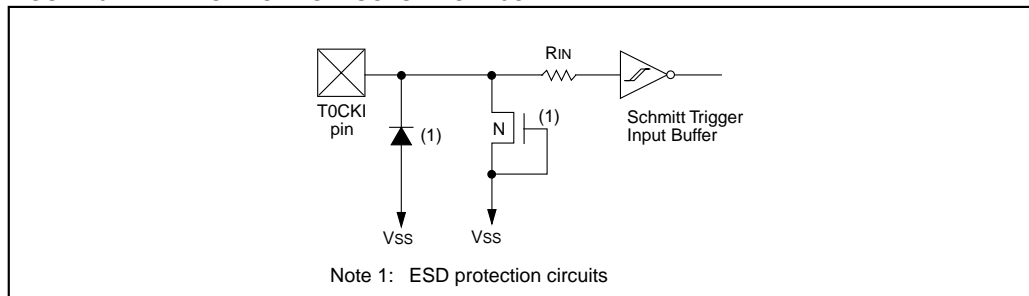 RIN
T0CKI
pin
(1)
N
(1)
Schmitt Trigger
Input Buffer
VSS
VSS
Note 1: ESD protection circuits